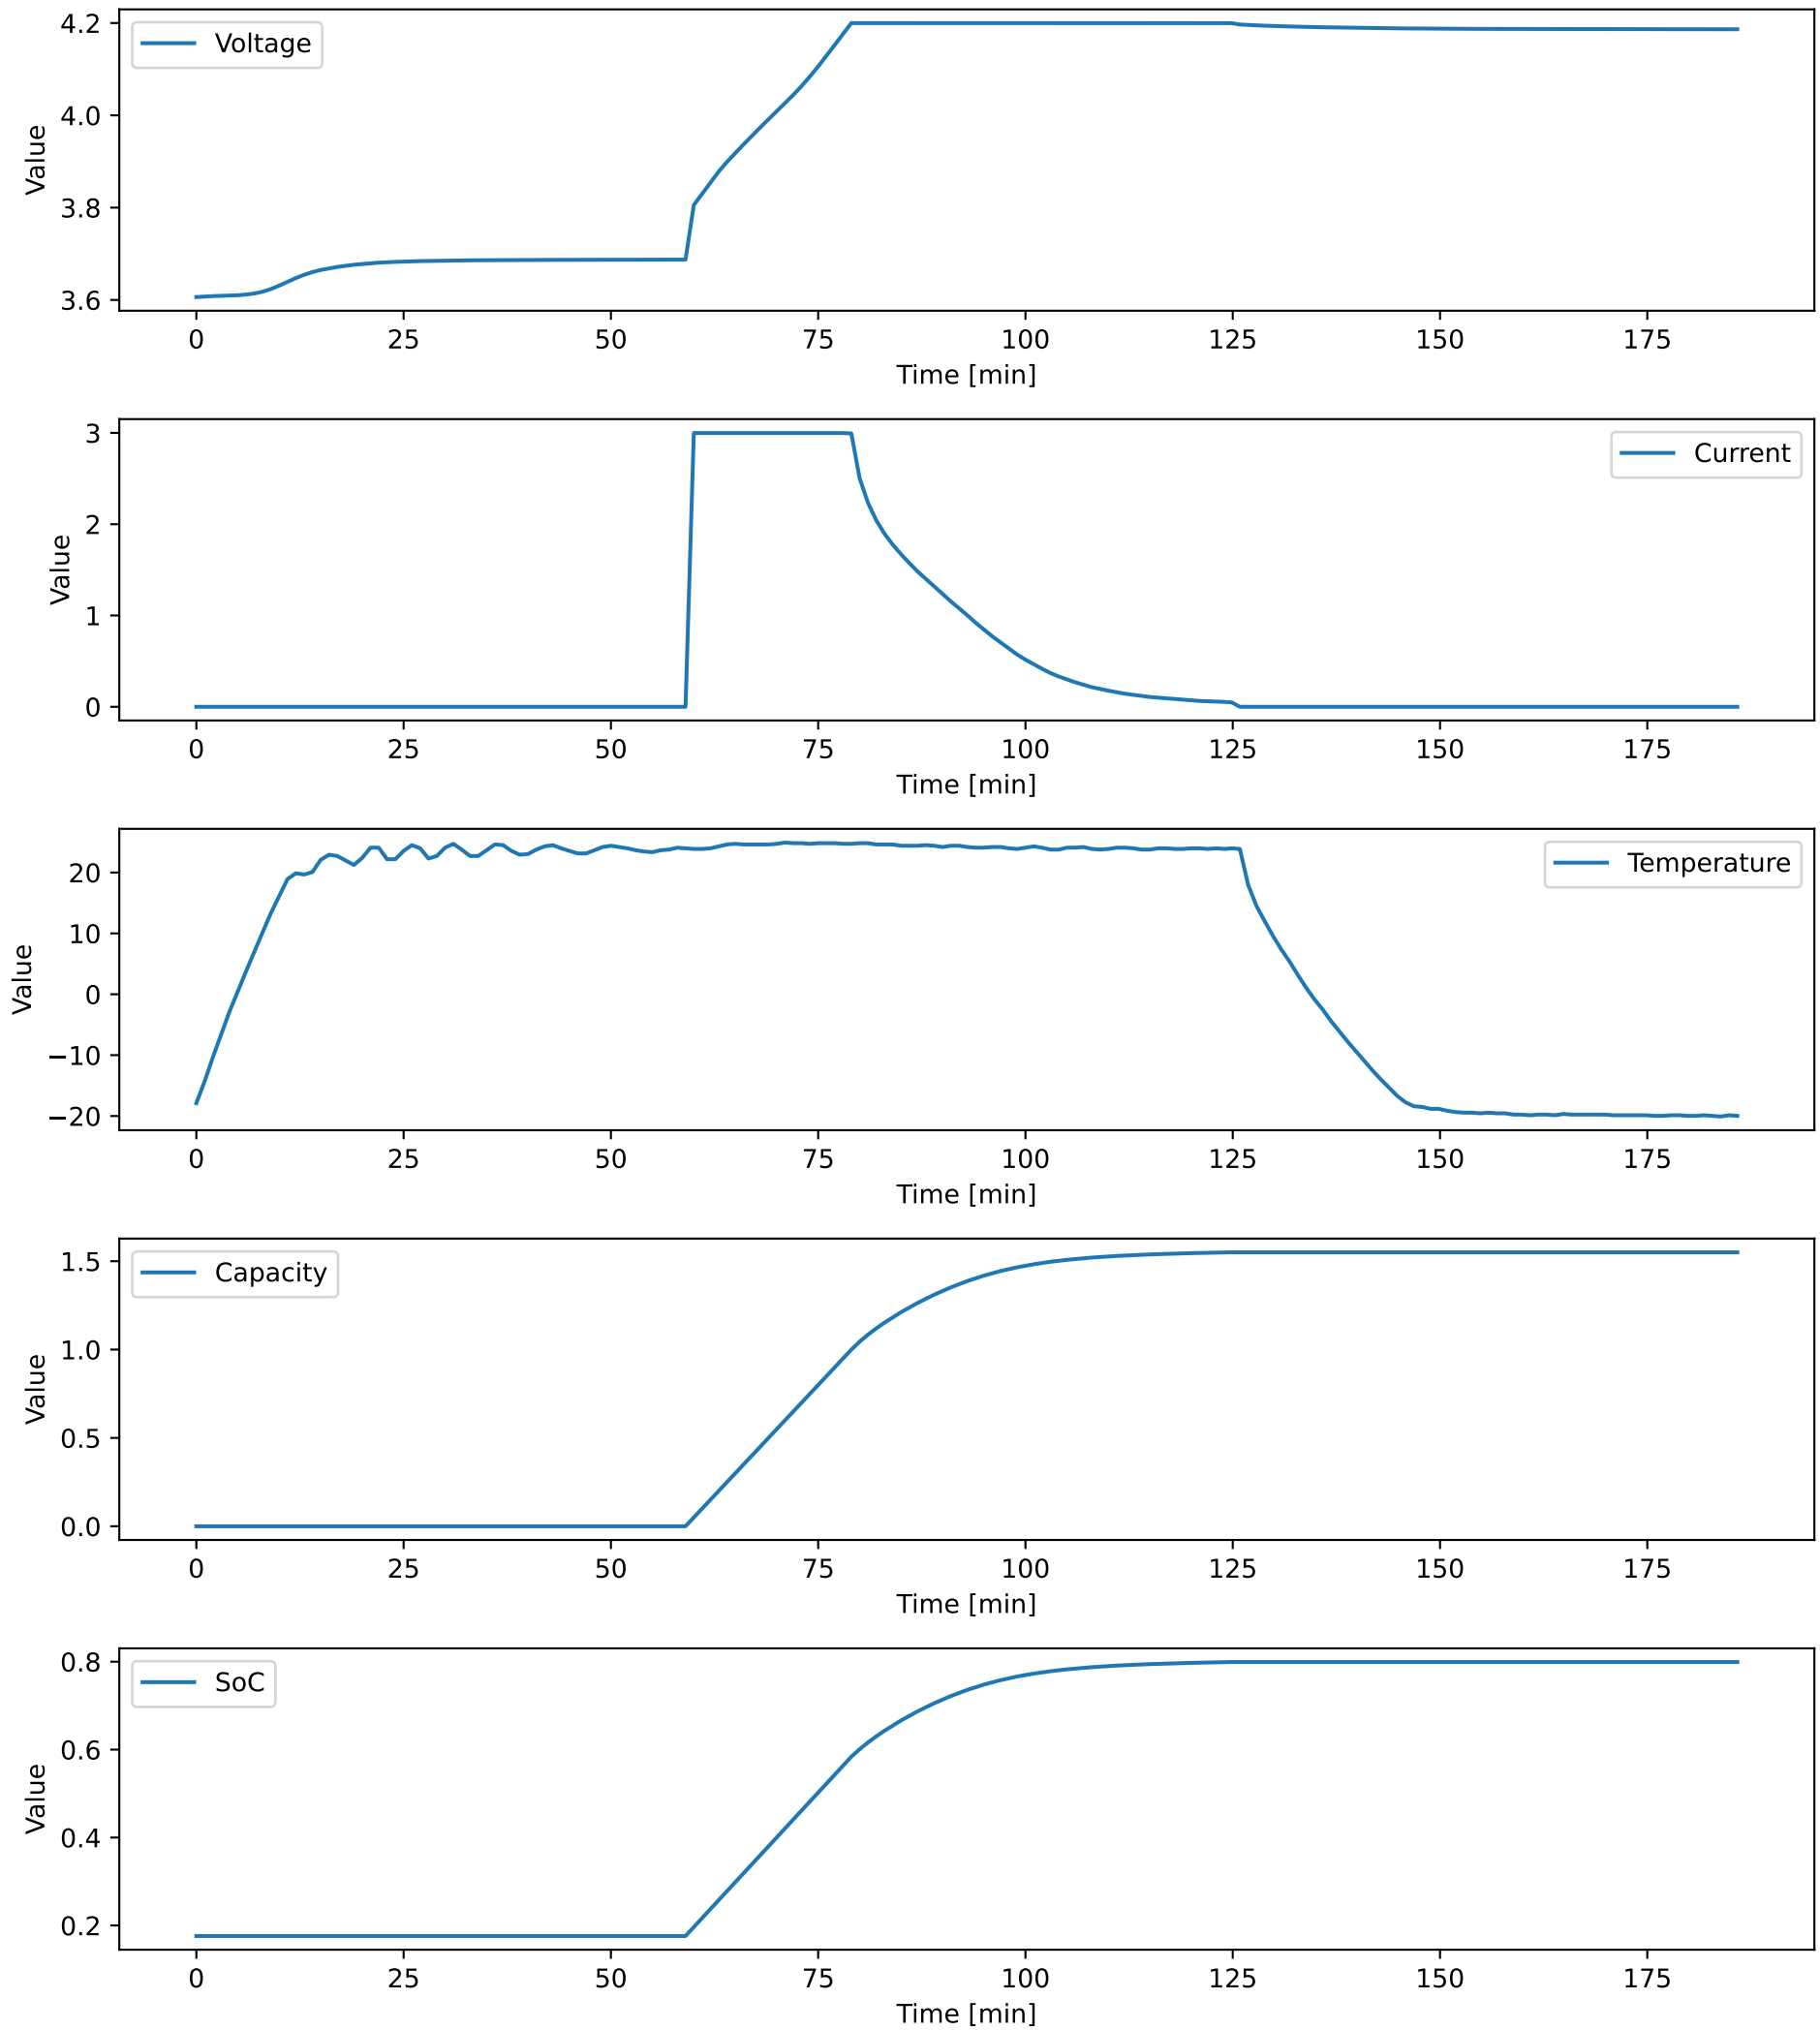 4.2
4.0
3.8
3.6
Value
Voltage
0 25 50 75 100 125 150 175
Time [min]
3
2
1
0
Value
Current
0 25 50 75 100 125 150 175
Time [min]
20
10
0
−10
−20
Value
Temperature
0 25 50 75 100 125 150 175
Time [min]
1.5
1.0
0.5
0.0
Value
Capacity
0 25 50 75 100 125 150 175
Time [min]
0.8
0.6
0.4
0.2
Value
SoC
0 25 50 75 100 125 150 175
Time [min]